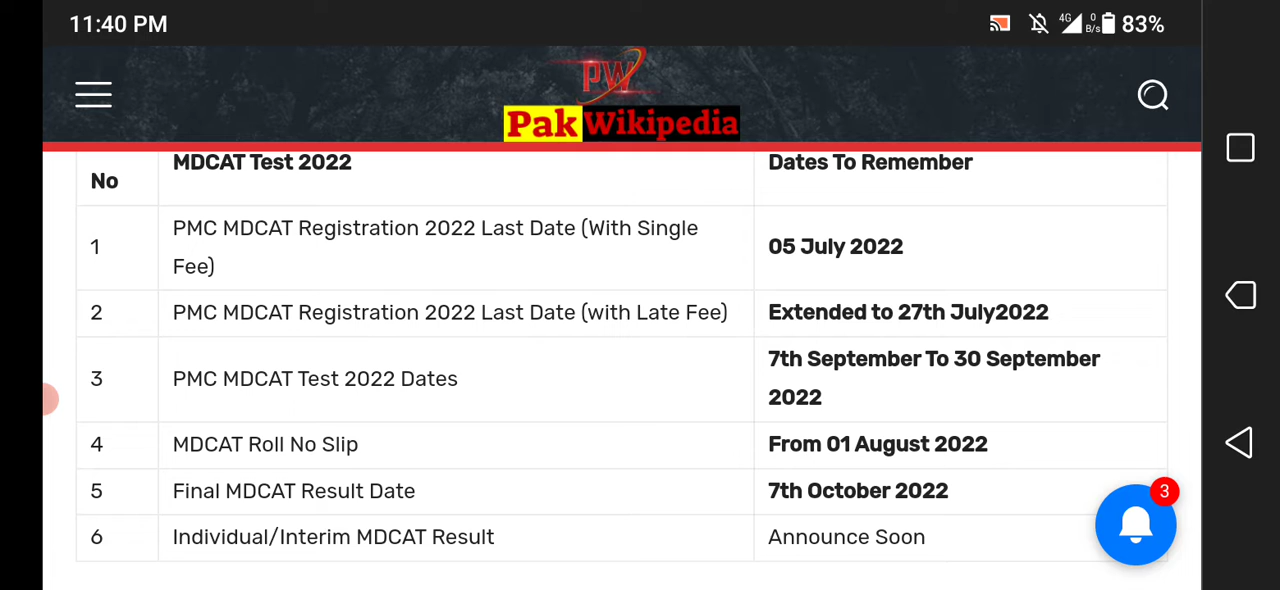 11:40 PM
4G
0
B/s
83%
PW
PakWikipedia
No
MDCAT Test 2022
Dates To Remember
1
PMC MDCAT Registration 2022 Last Date (With Single
Fee)
05 July 2022
2
PMC MDCAT Registration 2022 Last Date (with Late Fee)
Extended to 27th July2022
3
PMC MDCAT Test 2022 Dates
7th September To 30 September
2022
4
MDCAT Roll No Slip
From 01 August 2022
5
Final MDCAT Result Date
7th October 2022
3
6
Individual/Interim MDCAT Result
Announce Soon